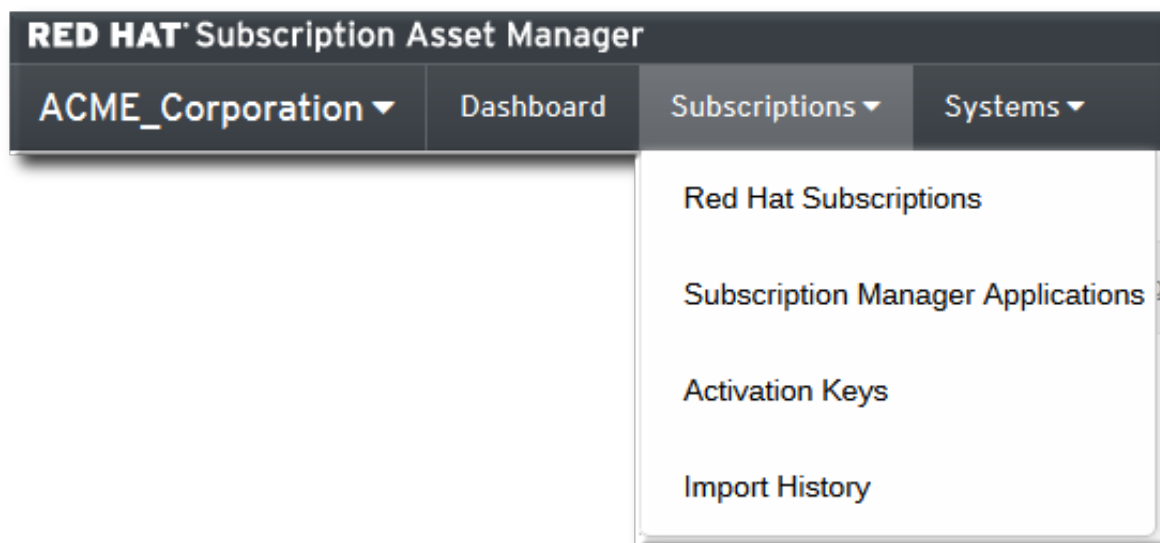 RED HAT Subscription Asset Manager
ACME_Corporation Dashboard Subscriptions Systems
Red Hat Subscriptions
Subscription Manager Applications
Activation Keys
Import History